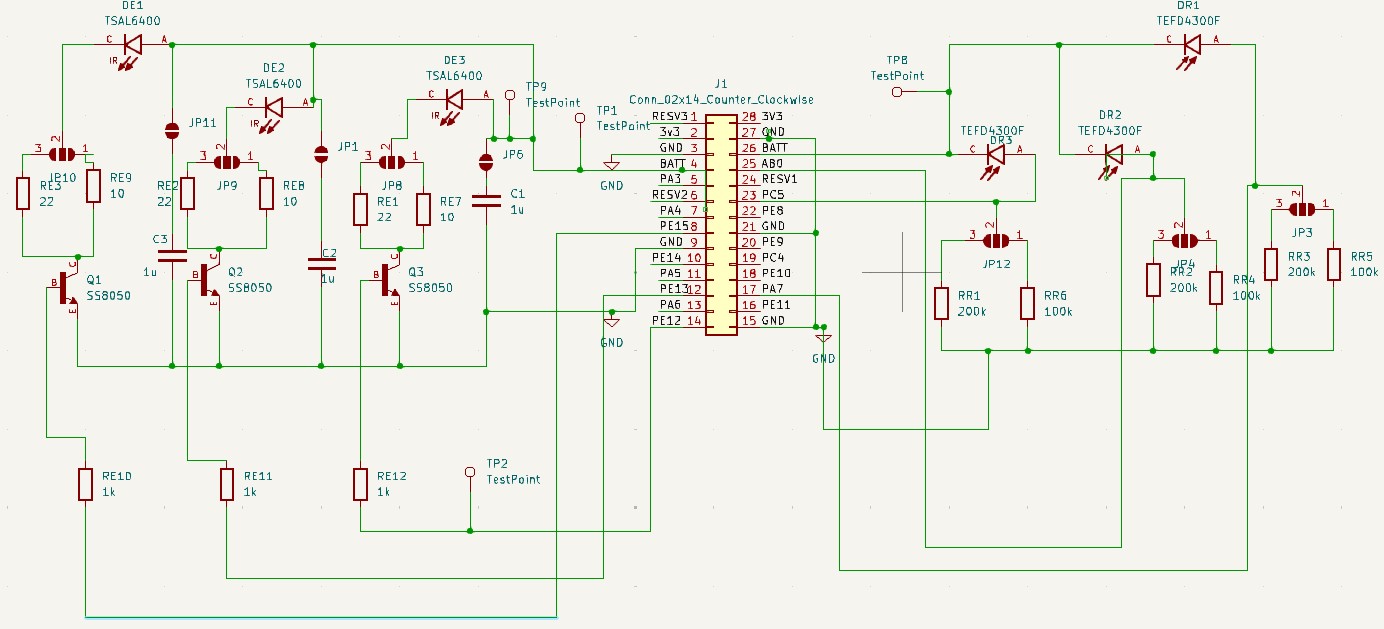 DE1
TSAL6400
C
A
IR
DE2
TSAL6400
C
A
IR
DE3
TSAL6400
C
A
IR
TP9
TestPoint
TP1
TestPoint
JP11
JP1
JP6
3
2
1
JP10
3
2
1
JP9
3
2
1
JP8
RE3
22
RE9
10
RE2
22
RE8
10
RE1
22
RE7
10
C1
1u
C3
1u
C2
1u
Q1
SS8050
B
C
E
Q2
SS8050
B
C
E
Q3
SS8050
B
C
E
GND
GND
RE10
1k
RE11
1k
RE12
1k
TP2
TestPoint
J1
Conn_02x14_Counter_Clockwise
RESV3 1 28 3V3
3v3 2 27 GND
GND 3 26 BATT
BATT 4 25 AB0
PA3 5 24 RESV1
RESV2 6 23 PC5
PA4 7 22 PE8
PE15 8 21 GND
GND 9 20 PE9
PE14 10 19 PC4
PA5 11 18 PE10
PE13 12 17 PA7
PA6 13 16 PE11
PE12 14 15 GND
GND
TP8
TestPoint
DR1
TEFD4300F
C
A
DR2
TEFD4300F
C
A
TEFD4300F
DR3
C
A
3
2
1
JP12
3
2
1
JP4
3
2
1
JP3
RR1
200k
RR6
100k
RR2
200k
RR4
100k
RR3
200k
RR5
100k